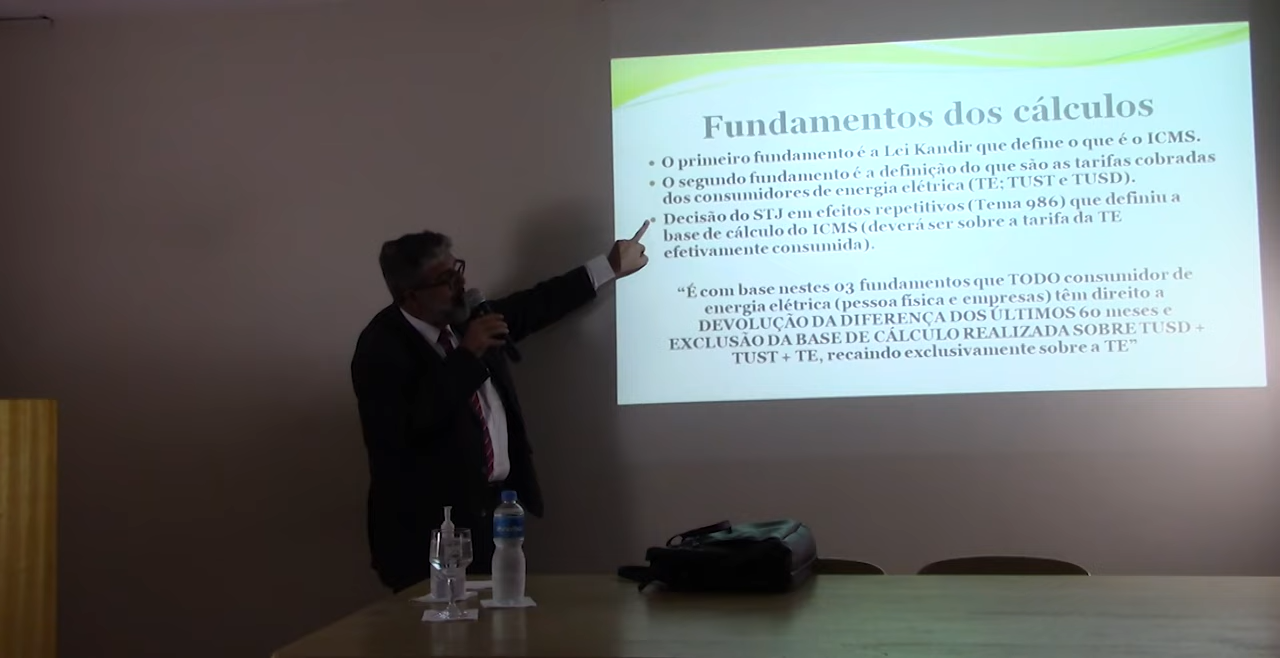 Fundamentos dos cálculos
• O primeiro fundamento é a Lei Kandir que define o que é o ICMS.
• O segundo fundamento é a definição do que são as tarifas cobradas
dos consumidores de energia elétrica (TE; TUST e TUSD).
• Decisão do STJ em efeitos repetitivos (Tema 986) que definiu a
base de cálculo do ICMS (deverá ser sobre a tarifa da TE
efetivamente consumida).
“É com base nestes 03 fundamentos que TODO consumidor de
energia elétrica (pessoa física e empresas) têm direito a
DEVOLUÇÃO DA DIFERENÇA DOS ÚLTIMOS 60 meses e
EXCLUSÃO DA BASE DE CÁLCULO REALIZADA SOBRE TUSD +
TUST + TE, recaindo exclusivamente sobre a TE”